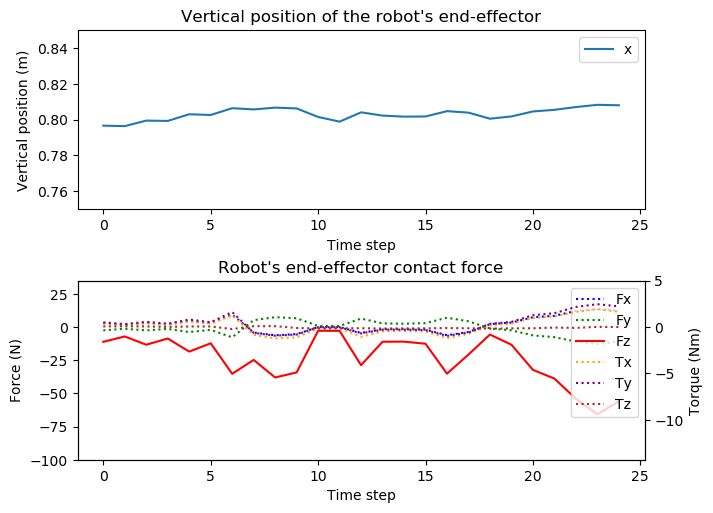 Vertical position of the robot's end-effector
Vertical position (m)
0.84
0.82
0.80
0.78
0.76
x
0
5
10
15
20
25
Time step
Robot's end-effector contact force
Force (N)
25
0
−25
−50
−75
−100
Fx
Fy
Fz
Tx
Ty
Tz
5
0
−5
−10
Torque (Nm)
0
5
10
15
20
25
Time step